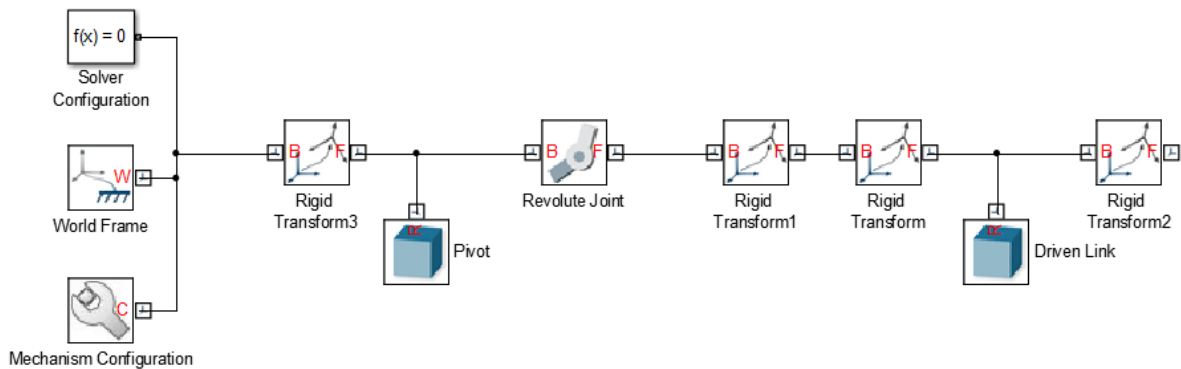 f(x) = 0
Solver
Configuration
W
World Frame
C
Mechanism Configuration
B F
Rigid
Transform3
R
Pivot
B F
Revolute Joint
B F
Rigid
Transform1
B F
Rigid
Transform
R
Driven Link
B F
Rigid
Transform2